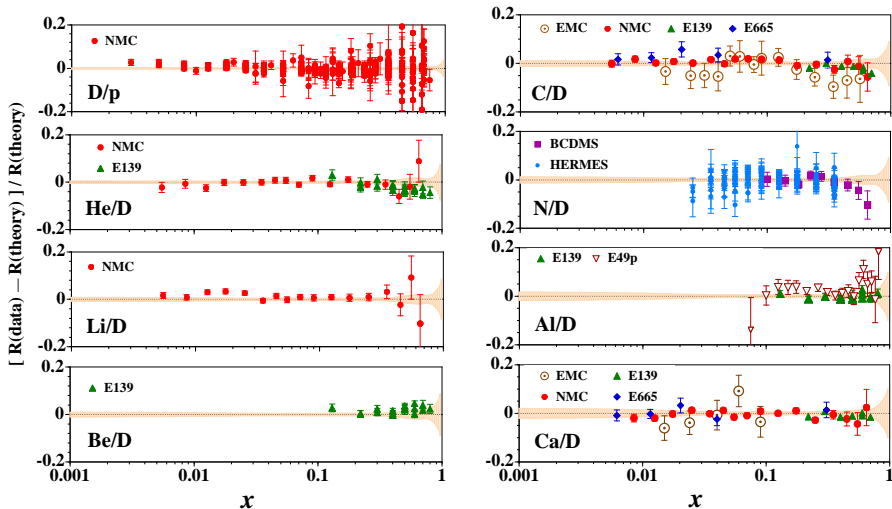 [ R(data) − R(theory) ] / R(theory)
0.2
0
-0.2
NMC
D/p
0.2
0
-0.2
NMC
E139
He/D
0.2
0
-0.2
NMC
Li/D
0.2
0
-0.2
E139
Be/D
0.001 0.01 0.1 1
x
0.2
0
-0.2
EMC NMC E139 E665
C/D
0.2
0
-0.2
BCDMS
HERMES
N/D
0.2
0
-0.2
E139 E49p
Al/D
0.2
0
-0.2
EMC E139
NMC E665
Ca/D
0.001 0.01 0.1 1
x